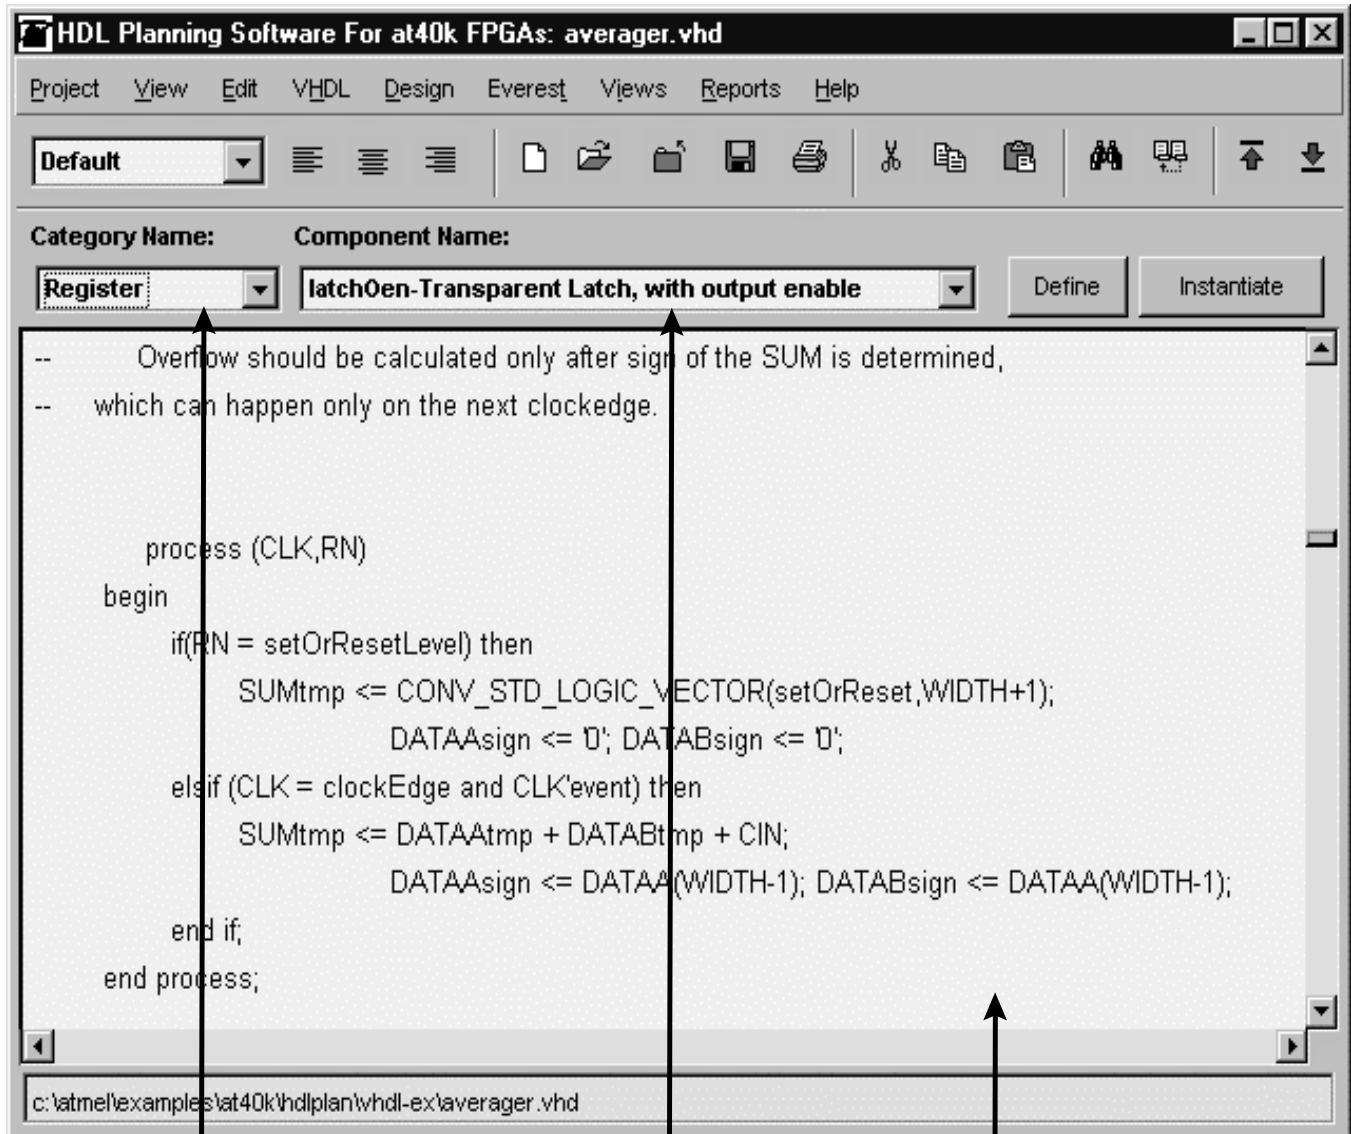 HDL Planning Software For at40k FPGAs: averager.vhd
Project View Edit VHDL Design Everest Views Reports Help
Default
Category Name: Component Name:
Register latchOen-Transparent Latch, with output enable Define Instantiate
-- Overflow should be calculated only after sign of the SUM is determined,
-- which can happen only on the next clockedge.
process (CLK,RN)
begin
if(RN = setOrResetLevel) then
SUMtmp <= CONV_STD_LOGIC_VECTOR(setOrReset,WIDTH+1);
DATAAsign <= '0'; DATABsign <= '0';
elsif (CLK = clockEdge and CLK'event) then
SUMtmp <= DATAAtmp + DATABtmp + CIN;
DATAAsign <= DATAA(WIDTH-1); DATABsign <= DATAA(WIDTH-1);
end if;
end process;
c:\atmel\examples\at40k\hdlplan\vhdl-ex\averager.vhd